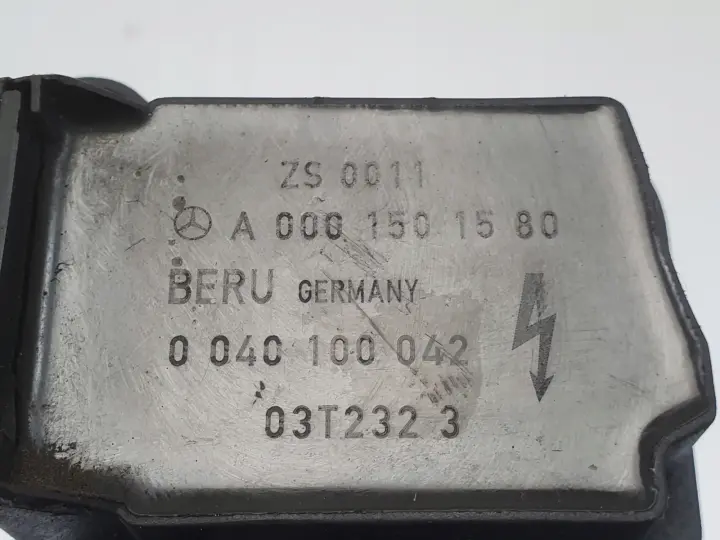 ZS 0011
A 000 150 15 80
BERU GERMANY
0 040 100 042
03T232 3